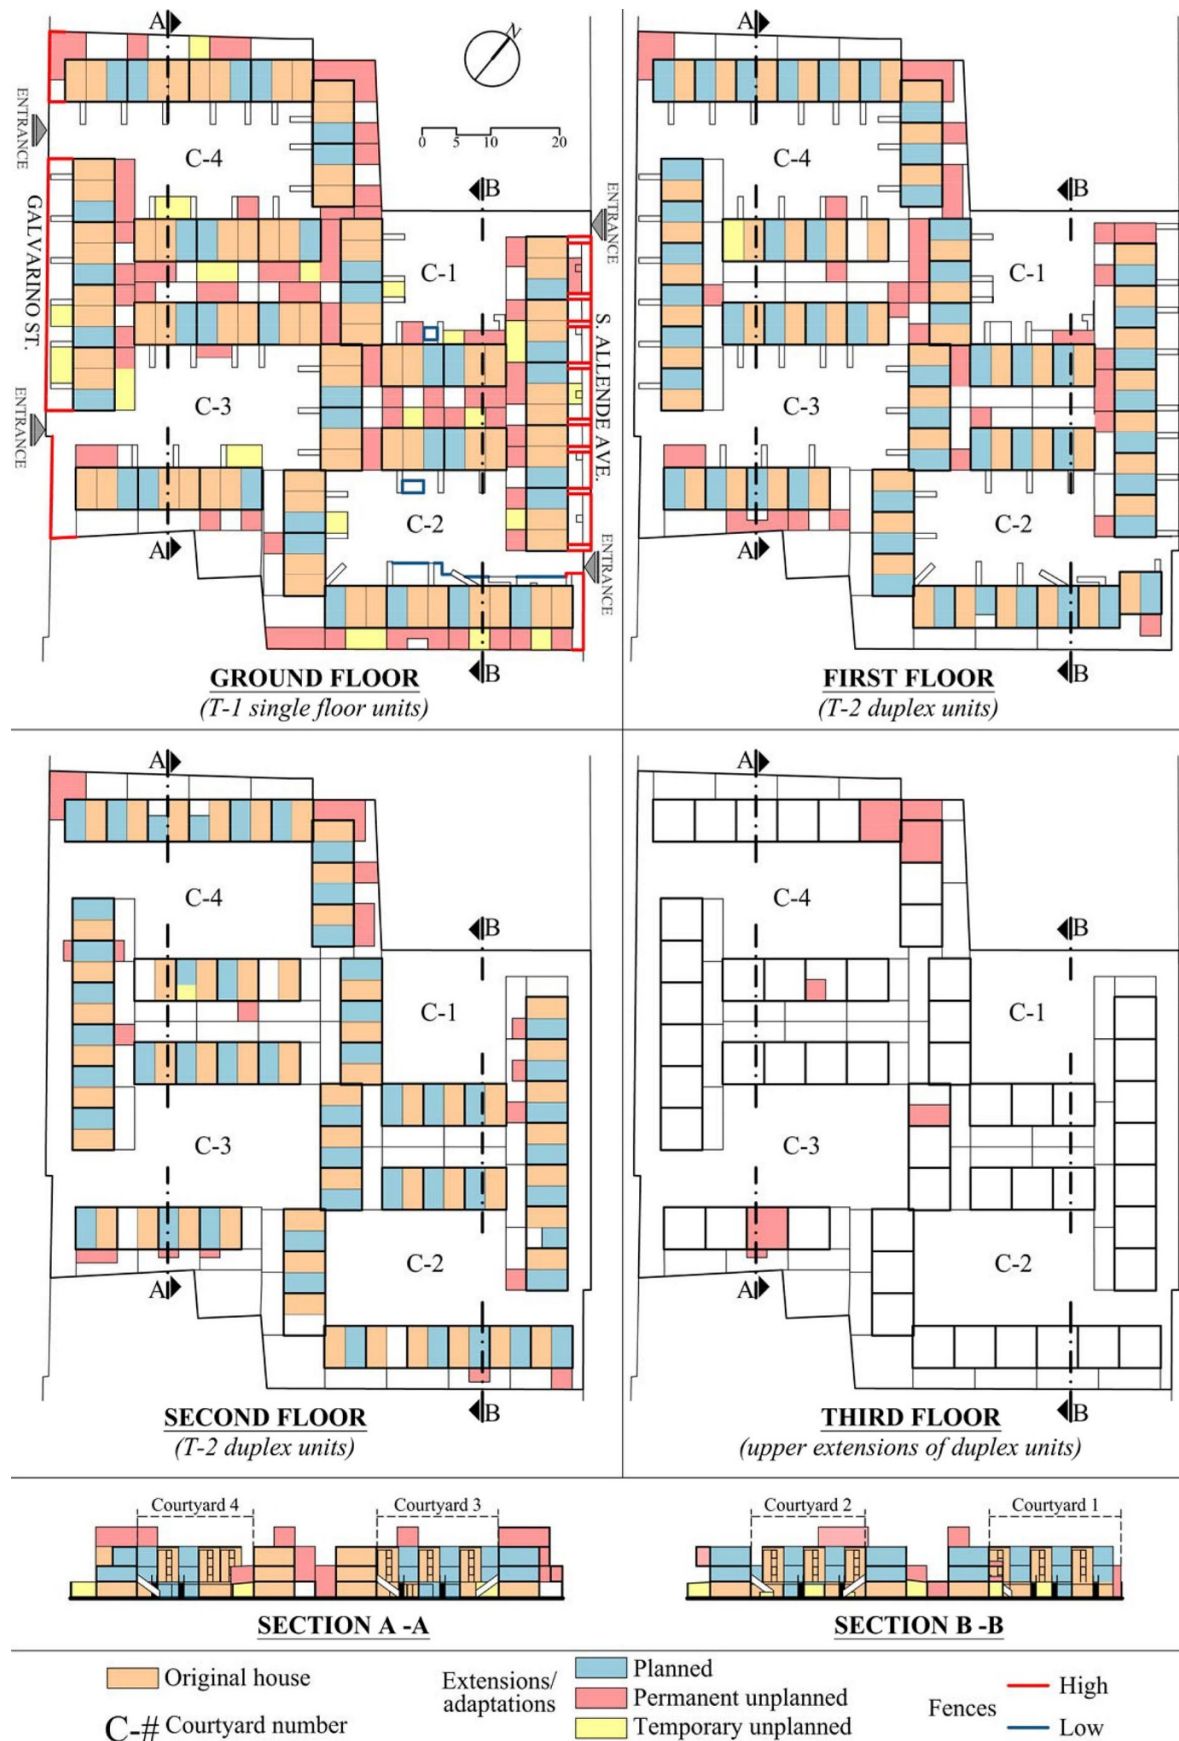 A
A
N
ENTRANCE
0 5 10 20
C-4
C-4
B
B
ENTRANCE
GALVARINO ST.
C-1
C-1
S. ALLENDE AVE.
ENTRANCE
C-3
C-3
C-2
C-2
A
A
ENTRANCE
B
B
GROUND FLOOR
(T-1 single floor units)
FIRST FLOOR
(T-2 duplex units)
A
A
C-4
C-4
B
B
C-1
C-1
C-3
C-3
C-2
C-2
A
A
B
B
SECOND FLOOR
(T-2 duplex units)
THIRD FLOOR
(upper extensions of duplex units)
Courtyard 4
Courtyard 3
Courtyard 2
Courtyard 1
SECTION A -A
SECTION B -B
Original house
C-# Courtyard number
Extensions/
adaptations
Planned
Permanent unplanned
Temporary unplanned
Fences
High
Low